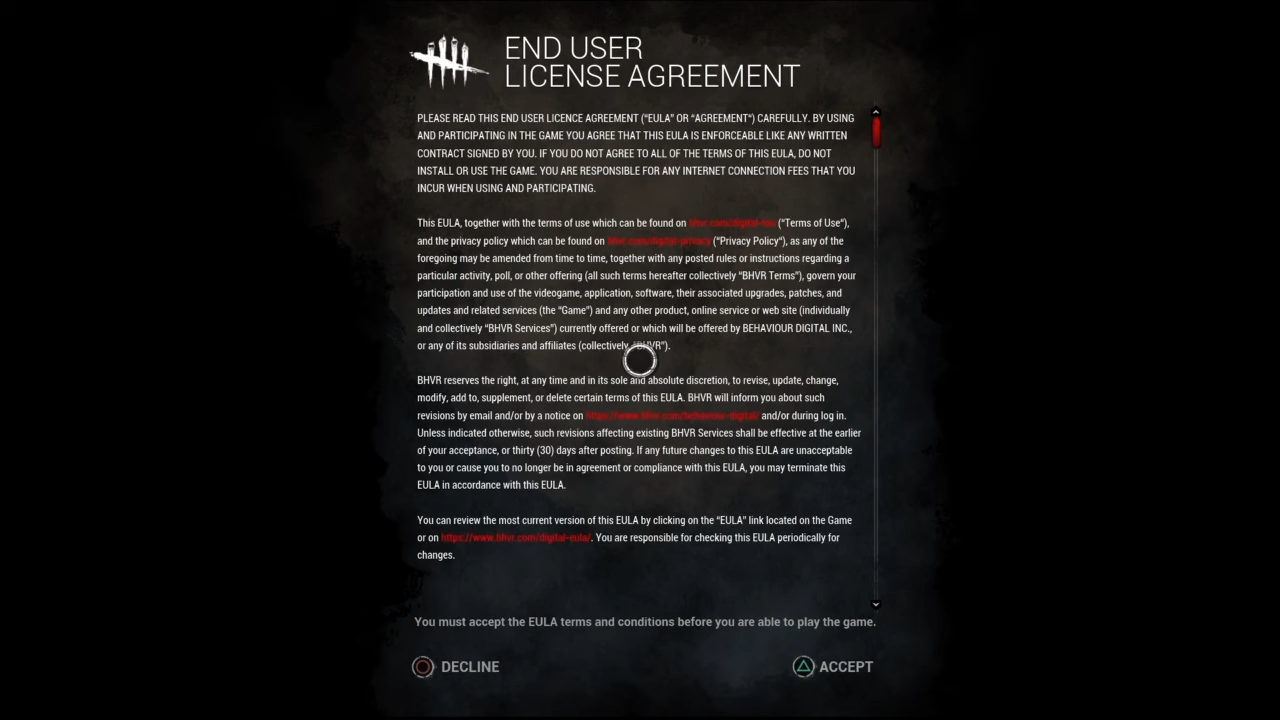 END USER
LICENSE AGREEMENT
PLEASE READ THIS END USER LICENCE AGREEMENT ("EULA" OR "AGREEMENT") CAREFULLY. BY USING
AND PARTICIPATING IN THE GAME YOU AGREE THAT THIS EULA IS ENFORCEABLE LIKE ANY WRITTEN
CONTRACT SIGNED BY YOU. IF YOU DO NOT AGREE TO ALL OF THE TERMS OF THIS EULA, DO NOT
INSTALL OR USE THE GAME. YOU ARE RESPONSIBLE FOR ANY INTERNET CONNECTION FEES THAT YOU
INCUR WHEN USING AND PARTICIPATING.
This EULA, together with the terms of use which can be found on bhvr.com/digital-tou ("Terms of Use"),
and the privacy policy which can be found on bhvr.com/digital-privacy ("Privacy Policy"), as any of the
foregoing may be amended from time to time, together with any posted rules or instructions regarding a
particular activity, poll, or other offering (all such terms hereafter collectively "BHVR Terms"), govern your
participation and use of the videogame, application, software, their associated upgrades, patches, and
updates and related services (the "Game") and any other product, online service or web site (individually
and collectively "BHVR Services") currently offered or which will be offered by BEHAVIOUR DIGITAL INC.,
or any of its subsidiaries and affiliates (collectively, "BHVR").
BHVR reserves the right, at any time and in its sole and absolute discretion, to revise, update, change,
modify, add to, supplement, or delete certain terms of this EULA. BHVR will inform you about such
revisions by email and/or by a notice on https://www.bhvr.com/behaviour-digital/ and/or during log in.
Unless indicated otherwise, such revisions affecting existing BHVR Services shall be effective at the earlier
of your acceptance, or thirty (30) days after posting. If any future changes to this EULA are unacceptable
to you or cause you to no longer be in agreement or compliance with this EULA, you may terminate this
EULA in accordance with this EULA.
You can review the most current version of this EULA by clicking on the "EULA" link located on the Game
or on https://www.bhvr.com/digital-eula/. You are responsible for checking this EULA periodically for
changes.
You must accept the EULA terms and conditions before you are able to play the game.
DECLINE
ACCEPT